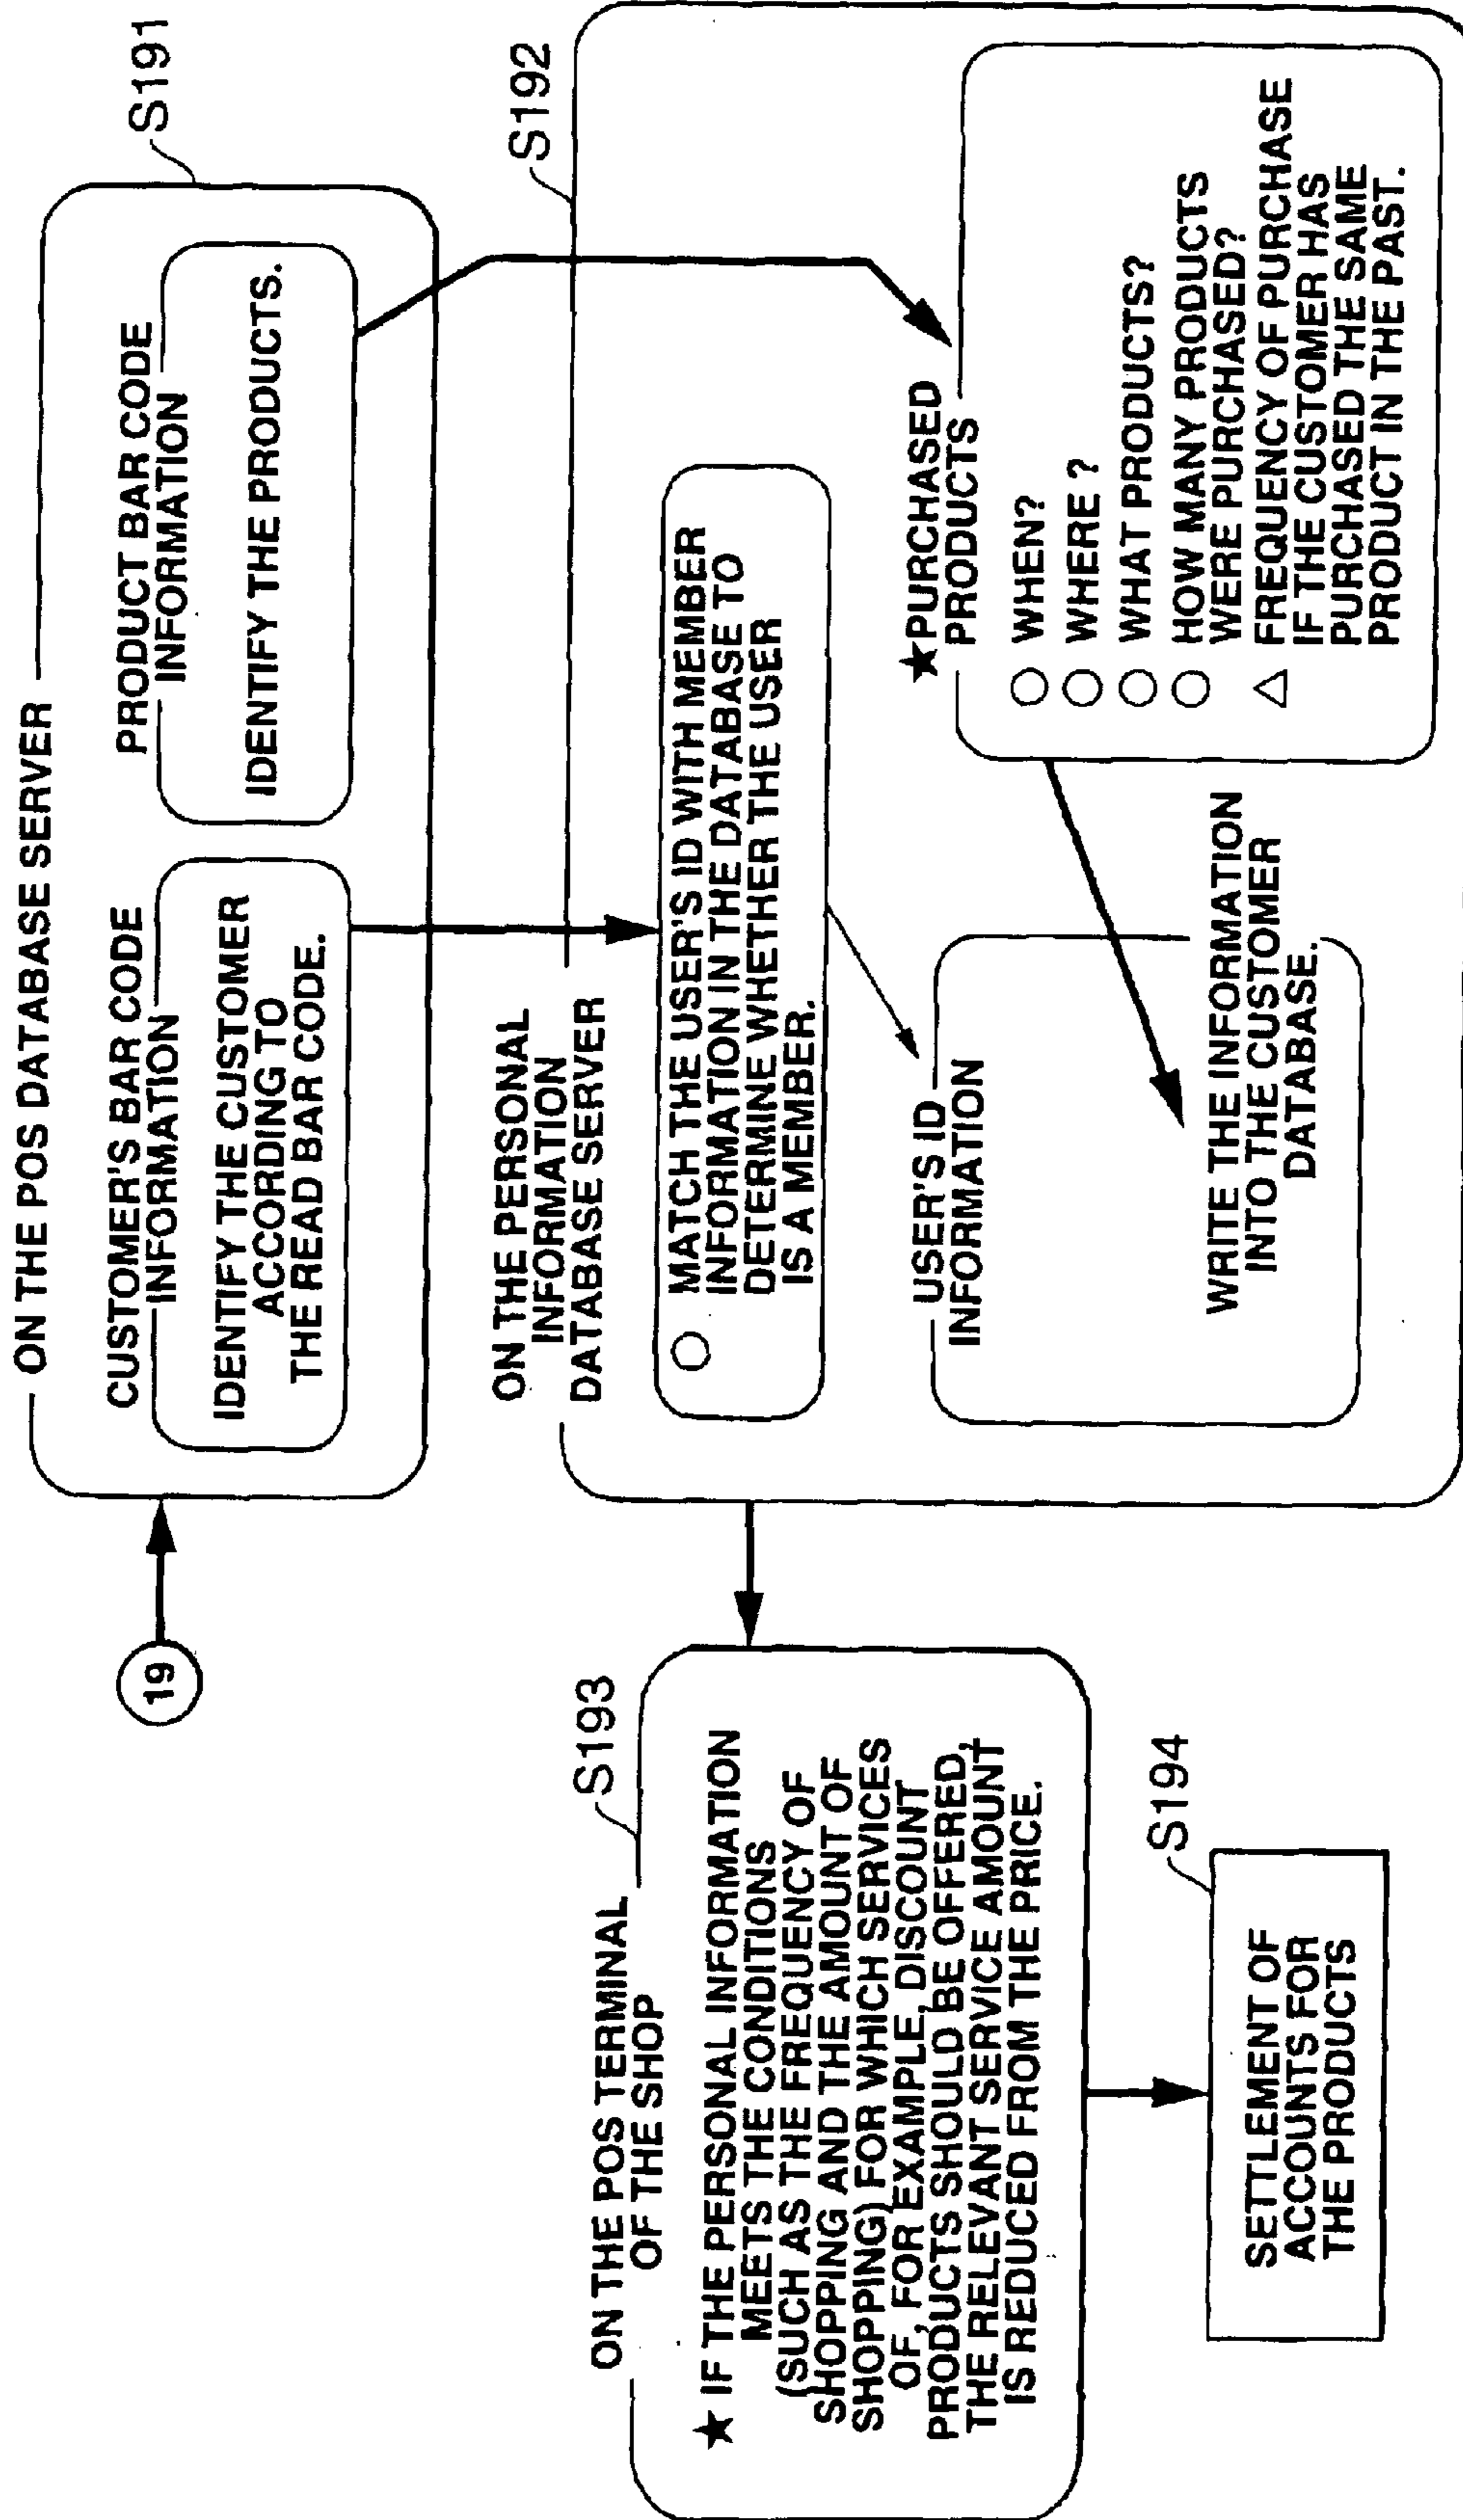 19
ON THE POS DATABASE SERVER
S191
CUSTOMER'S BAR CODE
INFORMATION
IDENTIFY THE CUSTOMER
ACCORDING TO
THE READ BAR CODE.
PRODUCT BAR CODE
INFORMATION
IDENTIFY THE PRODUCTS.
ON THE PERSONAL
INFORMATION
DATABASE SERVER
S192
○ MATCH THE USER'S ID WITH MEMBER
INFORMATION IN THE DATABASE TO
DETERMINE WHETHER THE USER
IS A MEMBER.
USER'S ID
INFORMATION
WRITE THE INFORMATION
INTO THE CUSTOMER
DATABASE.
★PURCHASED
PRODUCTS
○ WHEN?
○ WHERE ?
○ WHAT PRODUCTS?
○ HOW MANY PRODUCTS
WERE PURCHASED?
△ FREQUENCY OF PURCHASE
IF THE CUSTOMER HAS
PURCHASED THE SAME
PRODUCT IN THE PAST.
ON THE POS TERMINAL
OF THE SHOP
S193
★ IF THE PERSONAL INFORMATION
MEETS THE CONDITIONS
(SUCH AS THE FREQUENCY OF
SHOPPING AND THE AMOUNT OF
SHOPPING) FOR WHICH SERVICES
OF, FOR EXAMPLE, DISCOUNT
PRODUCTS SHOULD BE OFFERED,
THE RELEVANT SERVICE AMOUNT
IS REDUCED FROM THE PRICE.
S194
SETTLEMENT OF
ACCOUNTS FOR
THE PRODUCTS